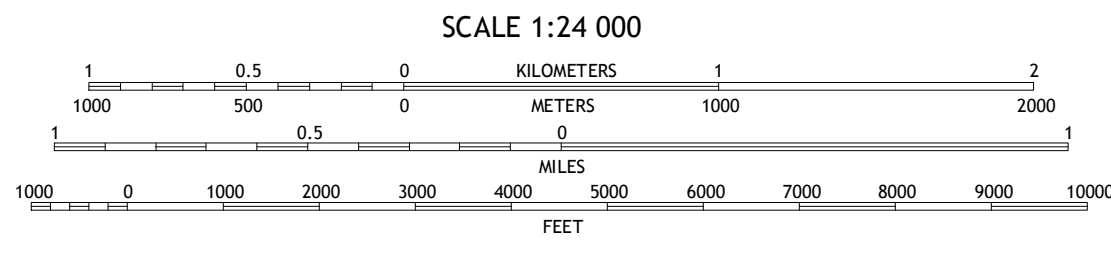 SCALE 1:24 000
1 0.5 0 KILOMETERS 1 2
1000 500 0 METERS 1000 2000
1 0.5 0 1
MILES
1000 0 1000 2000 3000 4000 5000 6000 7000 8000 9000 10000
FEET